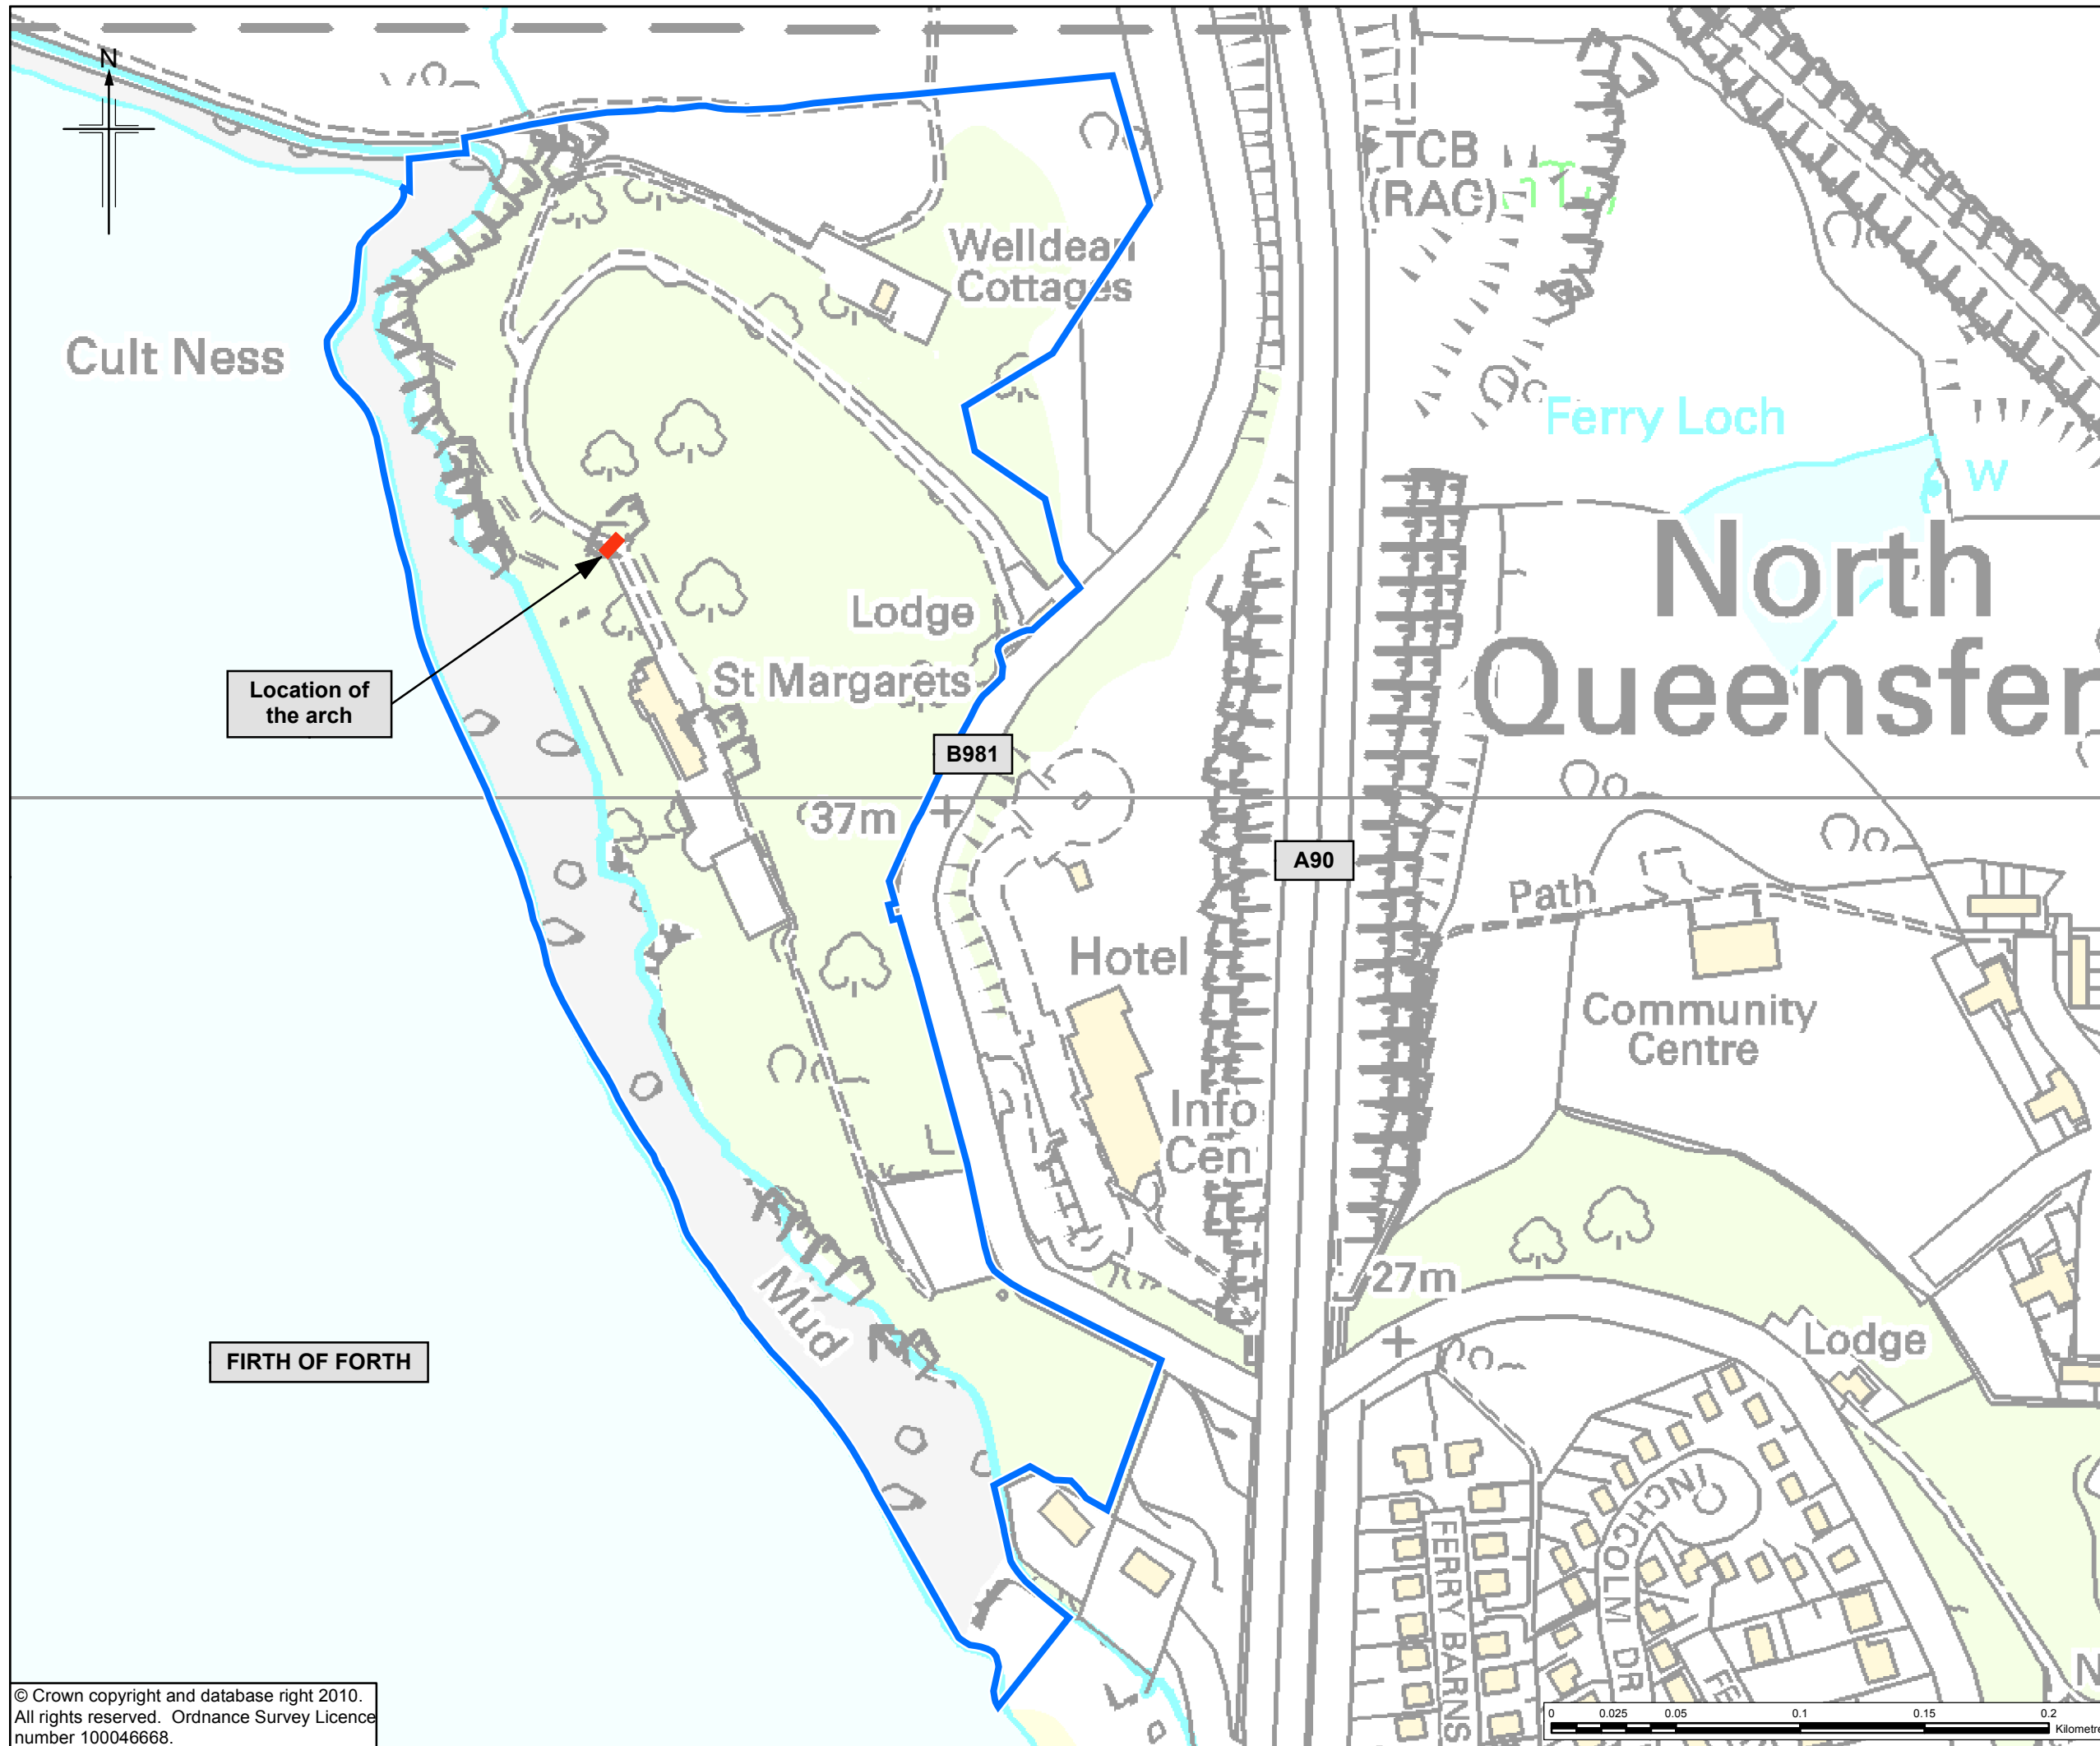 N
TCB
(RAC)
Welldean
Cottages
Cult Ness
Ferry Loch
W
North
Queensfer
Lodge
St Margarets
Location of
the arch
B981
37m
A90
Path
Hotel
Community
Centre
Info
Cen
Mud
27m
Lodge
FIRTH OF FORTH
INCHCOLM DR
FERRY BARNS
FE
N
© Crown copyright and database right 2010.
All rights reserved. Ordnance Survey Licence
number 100046668.
0 0.025 0.05 0.1 0.15 0.2
Kilometre